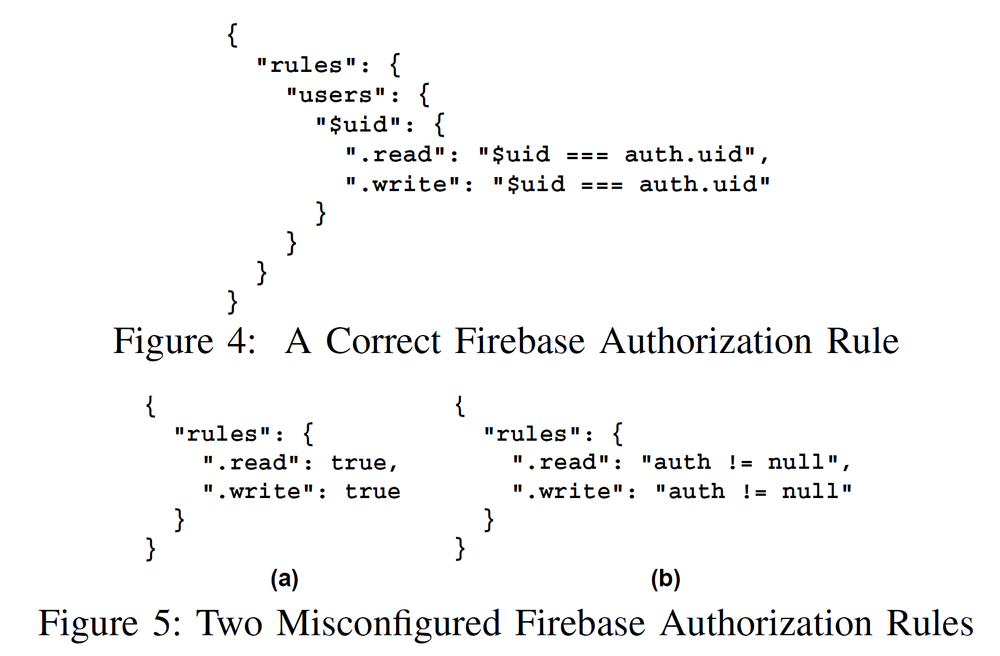 {
"rules": {
"users": {
"$uid": {
".read": "$uid === auth.uid",
".write": "$uid === auth.uid"
}
}
}
}
Figure 4: A Correct Firebase Authorization Rule
{
"rules": {
".read": true,
".write": true
}
}
(a)
{
"rules": {
".read": "auth != null",
".write": "auth != null"
}
}
(b)
Figure 5: Two Misconfigured Firebase Authorization Rules